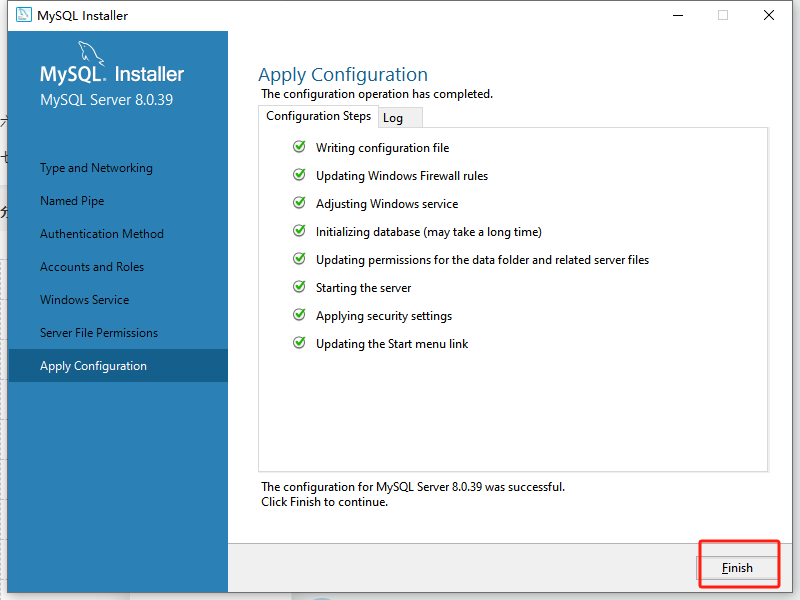 MySQL Installer
MySQL. Installer
MySQL Server 8.0.39
Type and Networking
Named Pipe
Authentication Method
Accounts and Roles
Windows Service
Server File Permissions
Apply Configuration
Apply Configuration
The configuration operation has completed.
Configuration Steps Log
Writing configuration file
Updating Windows Firewall rules
Adjusting Windows service
Initializing database (may take a long time)
Updating permissions for the data folder and related server files
Starting the server
Applying security settings
Updating the Start menu link
The configuration for MySQL Server 8.0.39 was successful.
Click Finish to continue.
Finish